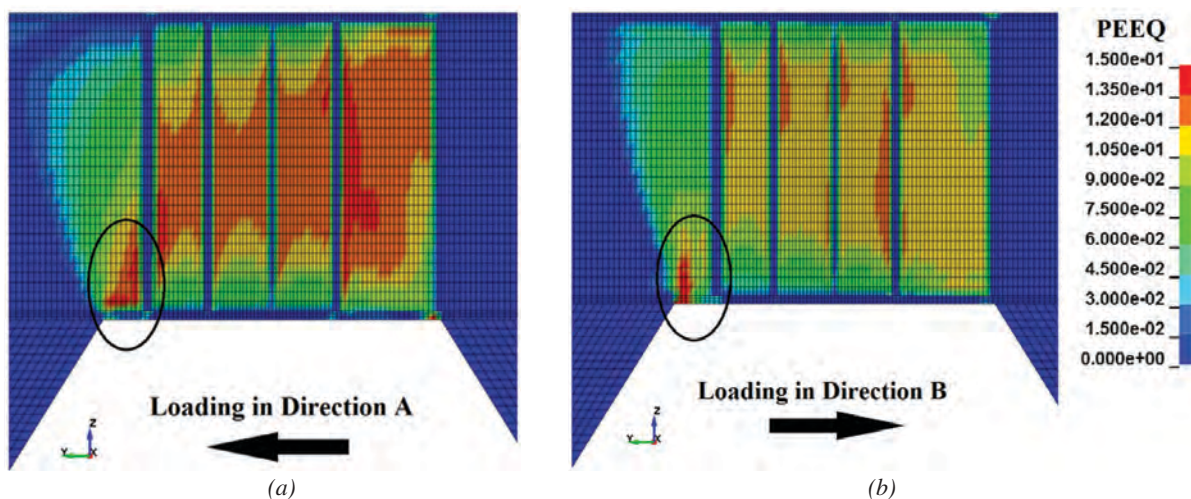 PEEQ
1.500e-01
1.350e-01
1.200e-01
1.050e-01
9.000e-02
7.500e-02
6.000e-02
4.500e-02
3.000e-02
1.500e-02
0.000e+00
Loading in Direction A
Z
Y X
(a)
Loading in Direction B
Z
Y X
(b)